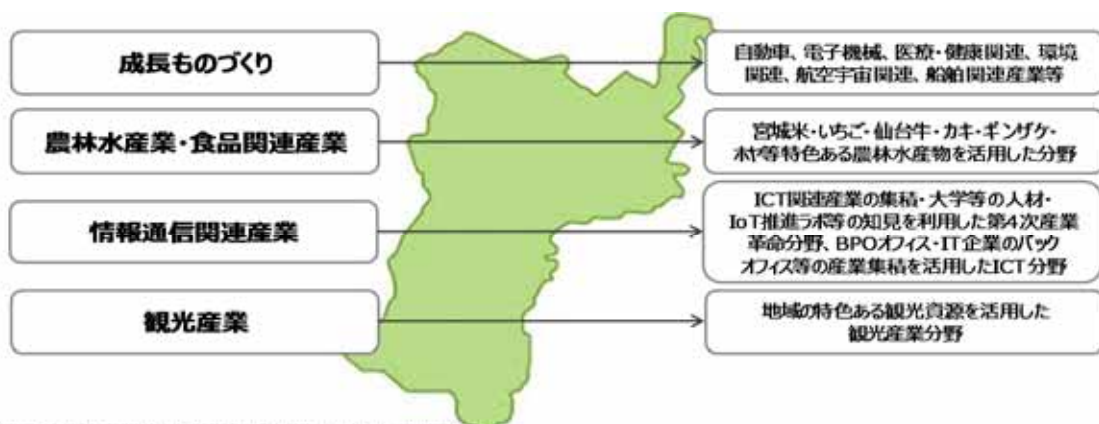 成長ものづくり
自動車、電子機械、医療・健康関連、環境
関連、航空宇宙関連、船舶関連産業等
農林水産業・食品関連産業
宮城米・いちご・仙台牛・カキ・ギンザケ・
ホヤ等特色ある農林水産物を活用した分野
情報通信関連産業
ICT関連産業の集積・大学等の人材・
IoT推進ラボ等の知見を利用した第4次産業
革命分野、BPOオフィス・IT企業のバック
オフィス等の産業集積を活用したICT分野
観光産業
地域の特色ある観光資源を活用した
観光産業分野